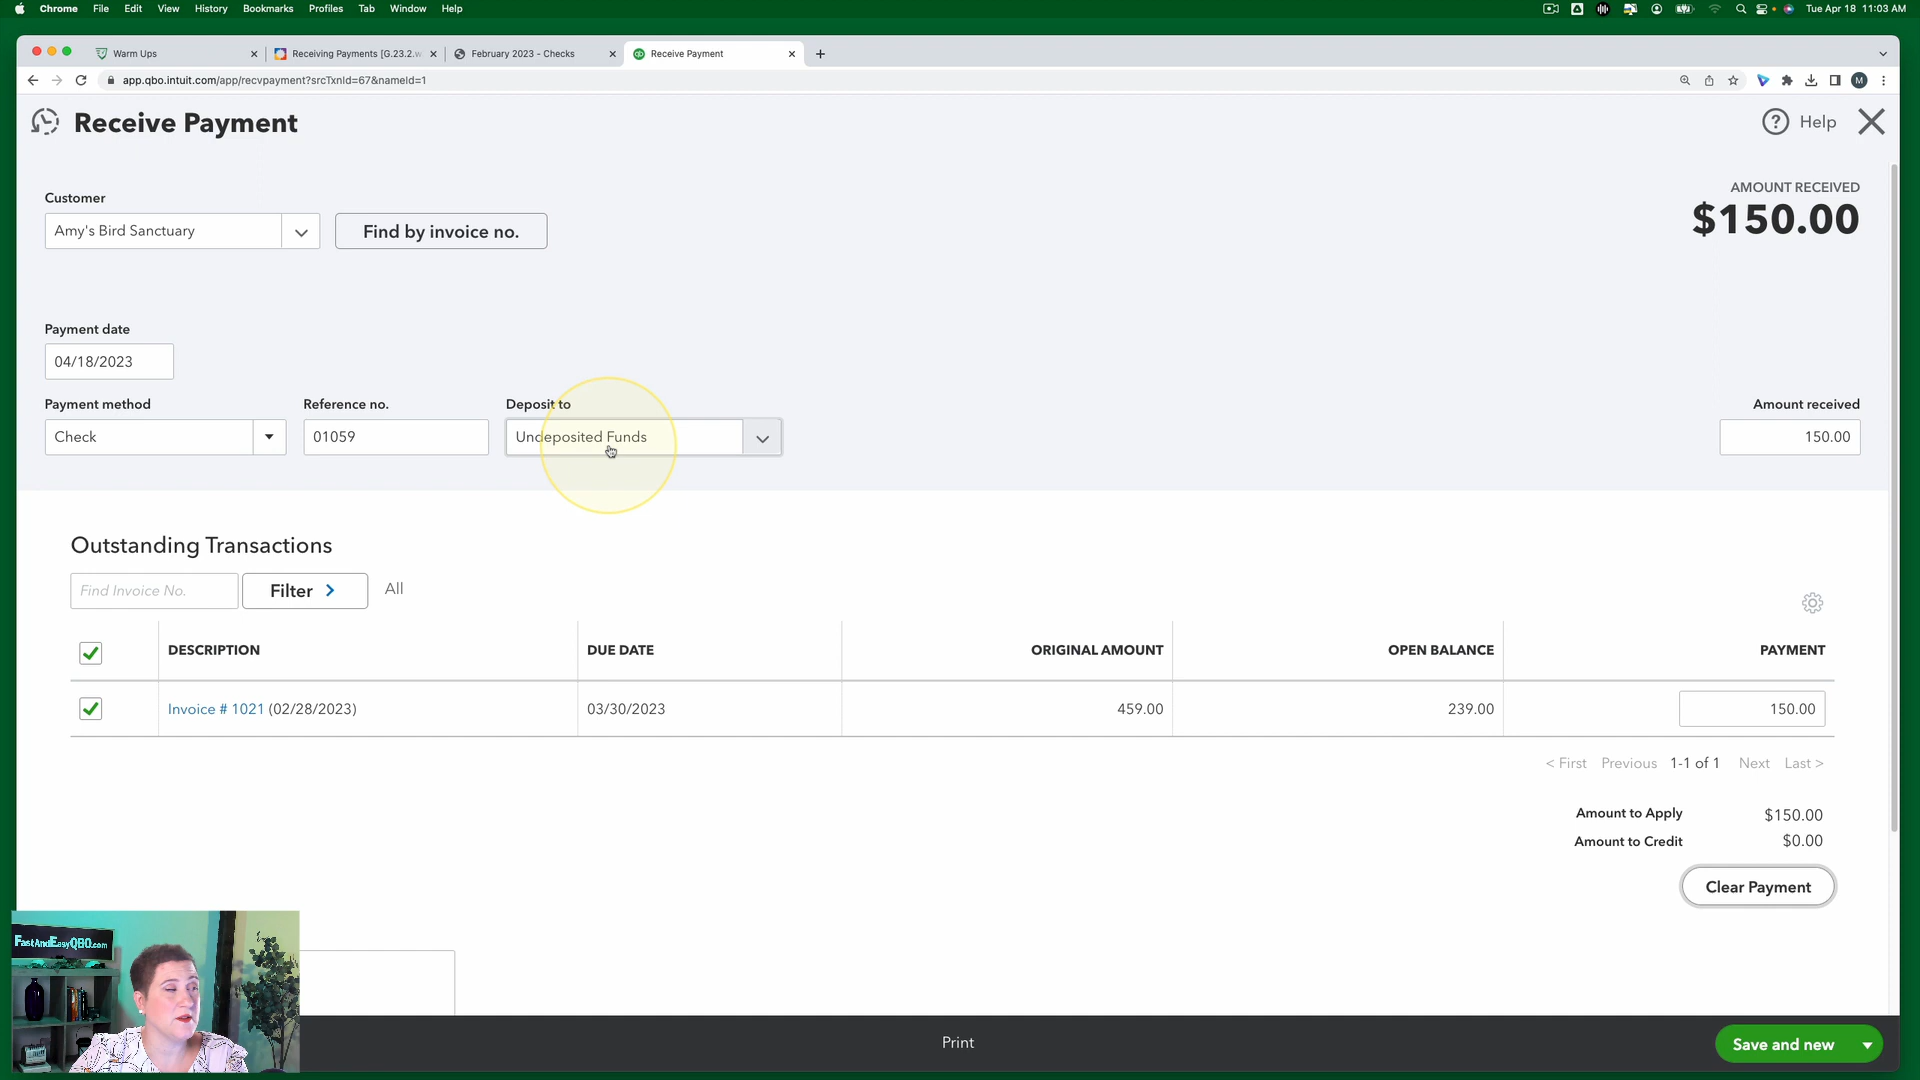 Chrome File Edit View History Bookmarks Profiles Tab Window Help
Tue Apr 18 11:03 AM
Warm Ups
Receiving Payments [G.23.2.w
February 2023 - Checks
Receive Payment
app.qbo.intuit.com/app/recvpayment?srcTxnId=67&nameId=1
M
Receive Payment
Help
Customer
AMOUNT RECEIVED
Amy's Bird Sanctuary
Find by invoice no.
$150.00
Payment date
04/18/2023
Payment method
Reference no.
Deposit to
Amount received
Check
01059
Undeposited Funds
150.00
Outstanding Transactions
Find Invoice No.
Filter
All
DESCRIPTION
DUE DATE
ORIGINAL AMOUNT
OPEN BALANCE
PAYMENT
Invoice # 1021 (02/28/2023)
03/30/2023
459.00
239.00
150.00
< First Previous 1-1 of 1 Next Last >
Amount to Apply $150.00
Amount to Credit $0.00
Clear Payment
FastAndEasyQBO.com
Print
Save and new